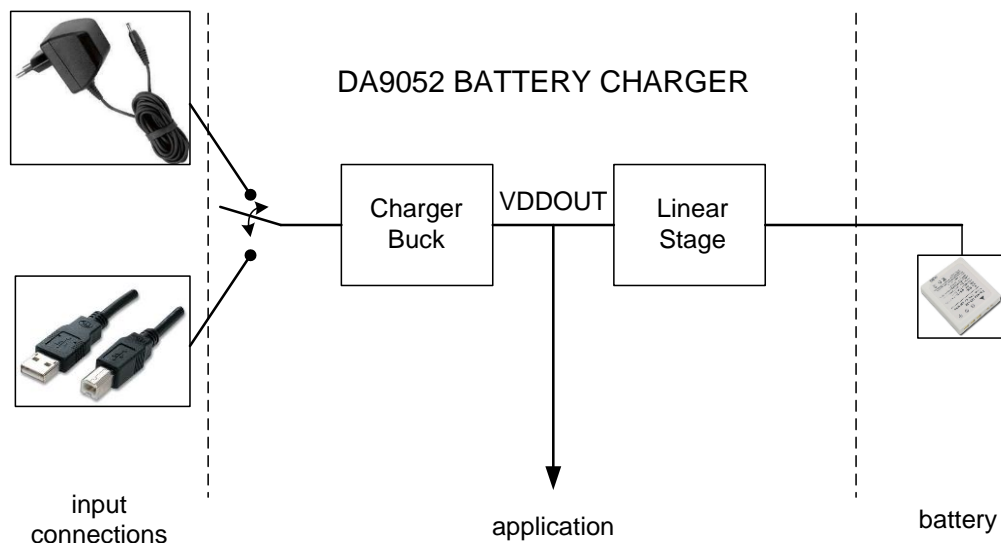 DA9052 BATTERY CHARGER
Charger
Buck
VDDOUT
Linear
Stage
input
connections
application
battery